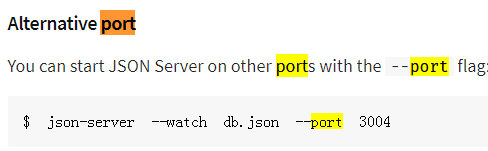 Alternative port
You can start JSON Server on other ports with the --port flag:
$ json-server --watch db.json --port 3004